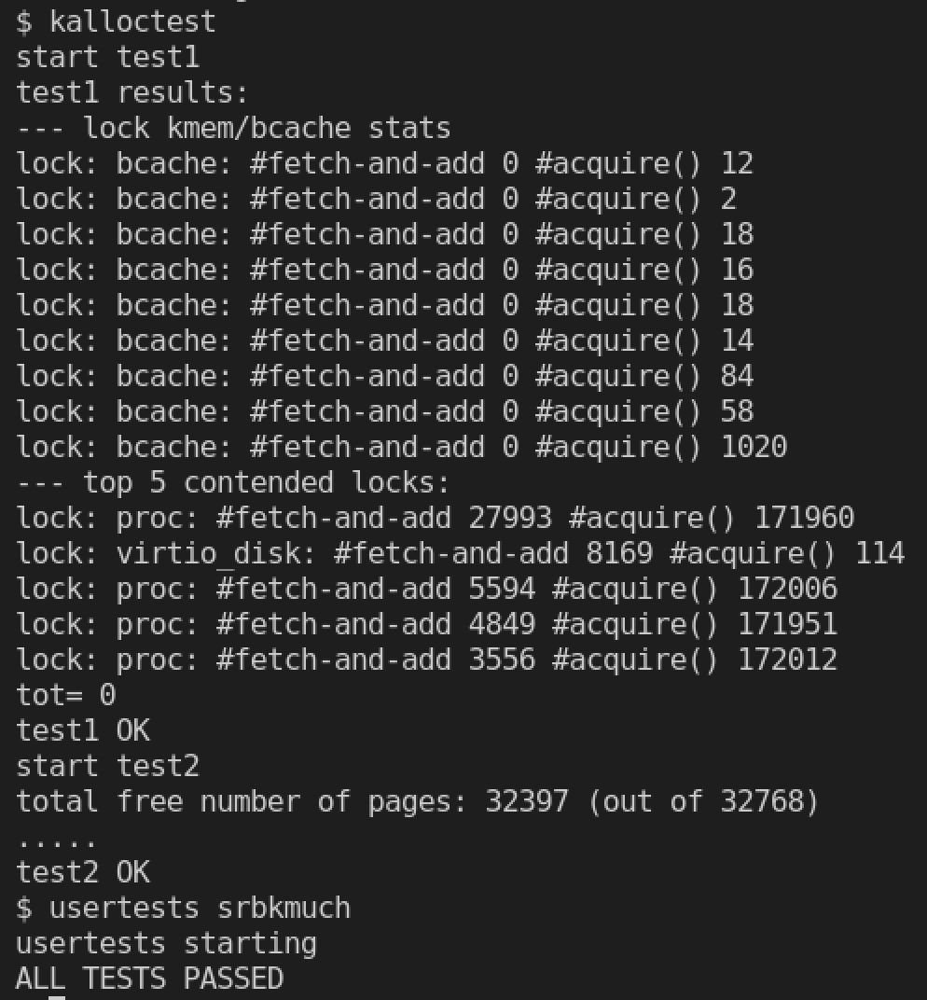 $ kalloctest
start test1
test1 results:
--- lock kmem/bcache stats
lock: bcache: #fetch-and-add 0 #acquire() 12
lock: bcache: #fetch-and-add 0 #acquire() 2
lock: bcache: #fetch-and-add 0 #acquire() 18
lock: bcache: #fetch-and-add 0 #acquire() 16
lock: bcache: #fetch-and-add 0 #acquire() 18
lock: bcache: #fetch-and-add 0 #acquire() 14
lock: bcache: #fetch-and-add 0 #acquire() 84
lock: bcache: #fetch-and-add 0 #acquire() 58
lock: bcache: #fetch-and-add 0 #acquire() 1020
--- top 5 contended locks:
lock: proc: #fetch-and-add 27993 #acquire() 171960
lock: virtio_disk: #fetch-and-add 8169 #acquire() 114
lock: proc: #fetch-and-add 5594 #acquire() 172006
lock: proc: #fetch-and-add 4849 #acquire() 171951
lock: proc: #fetch-and-add 3556 #acquire() 172012
tot= 0
test1 OK
start test2
total free number of pages: 32397 (out of 32768)
.....
test2 OK
$ usertests srbkmuch
usertests starting
ALL TESTS PASSED